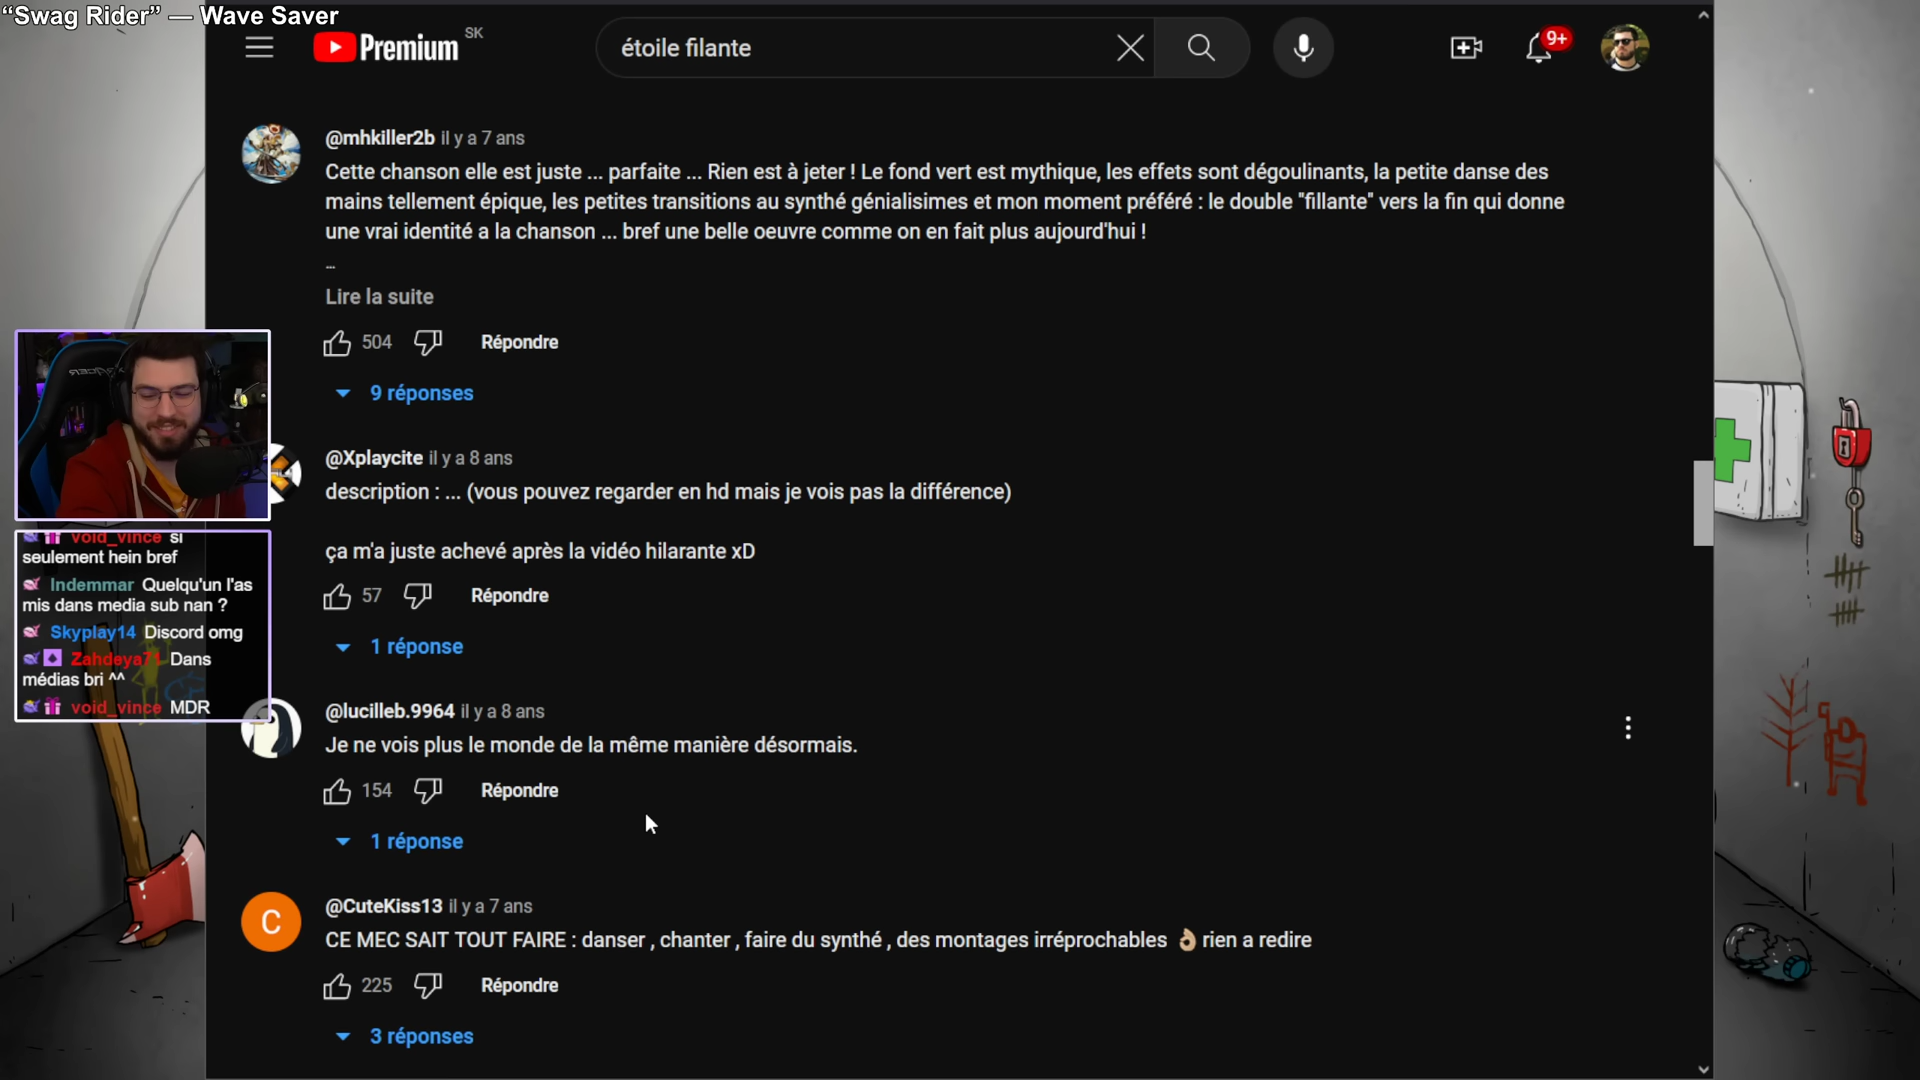 “Swag Rider” — Wave Saver
Premium SK
étoile filante
9+
@mhkiller2b il y a 7 ans
Cette chanson elle est juste ... parfaite ... Rien est à jeter ! Le fond vert est mythique, les effets sont dégoulinants, la petite danse des
mains tellement épique, les petites transitions au synthé génialisimes et mon moment préféré : le double "fillante" vers la fin qui donne
une vrai identité a la chanson ... bref une belle oeuvre comme on en fait plus aujourd'hui !
...
Lire la suite
504 Répondre
9 réponses
@Xplaycite il y a 8 ans
description : ... (vous pouvez regarder en hd mais je vois pas la différence)
ça m'a juste achevé après la vidéo hilarante xD
57 Répondre
1 réponse
@lucilleb.9964 il y a 8 ans
Je ne vois plus le monde de la même manière désormais.
154 Répondre
1 réponse
C
@CuteKiss13 il y a 7 ans
CE MEC SAIT TOUT FAIRE : danser , chanter , faire du synthé , des montages irréprochables 👌🏼 rien a redire
225 Répondre
3 réponses
void_vince si
seulement hein bref
Indemmar Quelqu'un l'as
mis dans media sub nan ?
Skyplay14 Discord omg
Zahdeya71 Dans
médias bri ^^
void_vince MDR